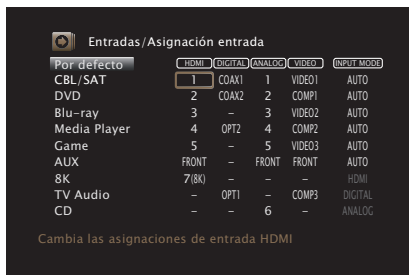 Entradas/Asignación entrada
Por defecto HDMI DIGITAL ANALOG VIDEO INPUT MODE
CBL/SAT 1 COAX1 1 VIDEO1 AUTO
DVD 2 COAX2 2 COMP1 AUTO
Blu-ray 3 – 3 VIDEO2 AUTO
Media Player 4 OPT2 4 COMP2 AUTO
Game 5 – 5 VIDEO3 AUTO
AUX FRONT – FRONT FRONT AUTO
8K 7(8K) – – – HDMI
TV Audio – OPT1 – COMP3 DIGITAL
CD – – 6 – ANALOG
Cambia las asignaciones de entrada HDMI